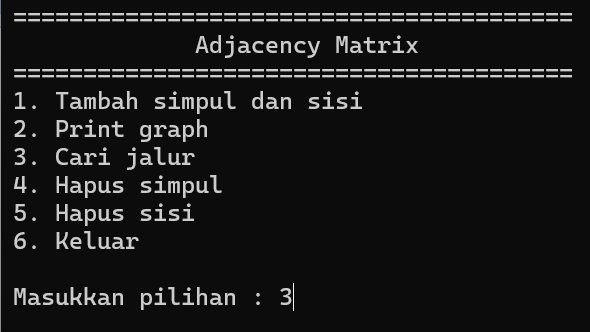 ========================================
Adjacency Matrix
========================================
1. Tambah simpul dan sisi
2. Print graph
3. Cari jalur
4. Hapus simpul
5. Hapus sisi
6. Keluar
Masukkan pilihan : 3